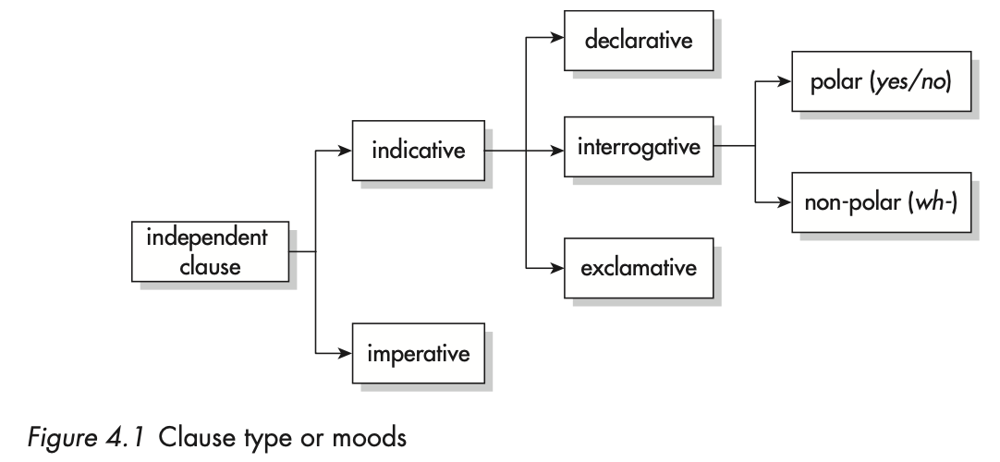 declarative
polar (yes/no)
indicative
interrogative
non-polar (wh-)
independent
clause
exclamative
imperative
Figure 4.1 Clause type or moods